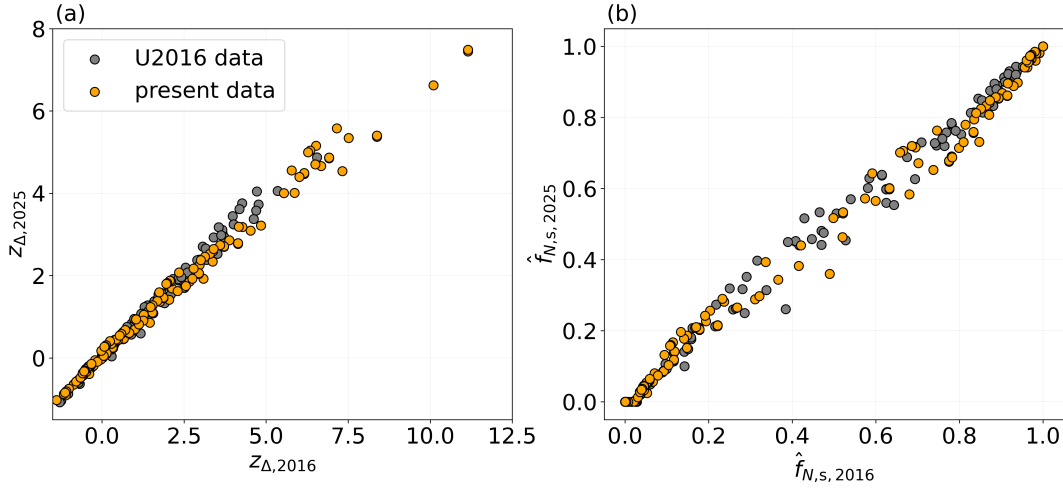 (a)
(b)
U2016 data
present data
8
6
4
2
0
z_{Δ,2025}
0.0 2.5 5.0 7.5 10.0 12.5
z_{Δ,2016}
1.0
0.8
0.6
0.4
0.2
0.0
f̂_{N,s,2025}
0.0 0.2 0.4 0.6 0.8 1.0
f̂_{N,s,2016}